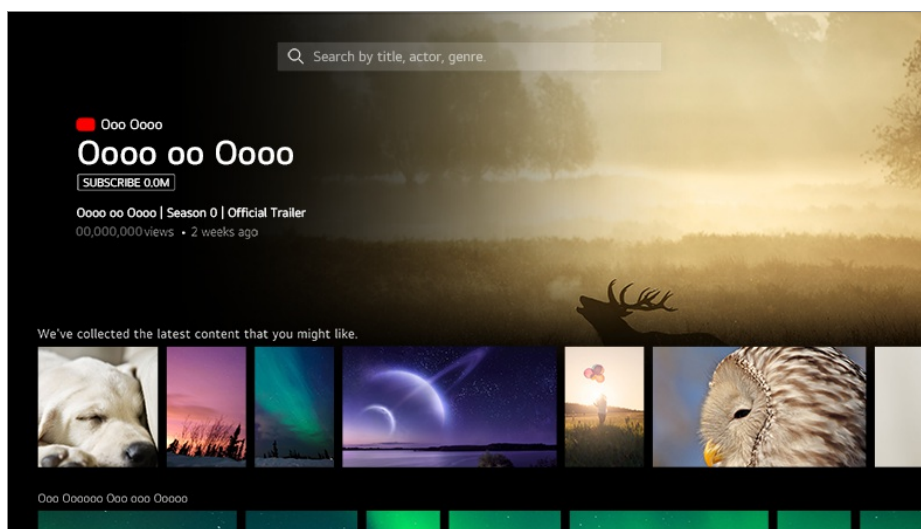 Search by title, actor, genre.
Ooo Oooo
Oooo oo Oooo
SUBSCRIBE 0.0M
Oooo oo Oooo | Season 0 | Official Trailer
00,000,000 views • 2 weeks ago
We've collected the latest content that you might like.
Ooo Oooooo Ooo ooo Ooooo